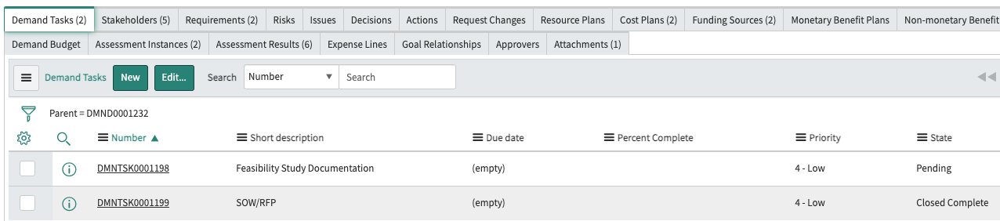 Demand Tasks (2) Stakeholders (5) Requirements (2) Risks Issues Decisions Actions Request Changes Resource Plans Cost Plans (2) Funding Sources (2) Monetary Benefit Plans Non-monetary Benefit
Demand Budget Assessment Instances (2) Assessment Results (6) Expense Lines Goal Relationships Approvers Attachments (1)
Demand Tasks New Edit... Search Number Search
Parent = DMND0001232
Number Short description Due date Percent Complete Priority State
DMNTSK0001198 Feasibility Study Documentation (empty) 4 - Low Pending
DMNTSK0001199 SOW/RFP (empty) 4 - Low Closed Complete